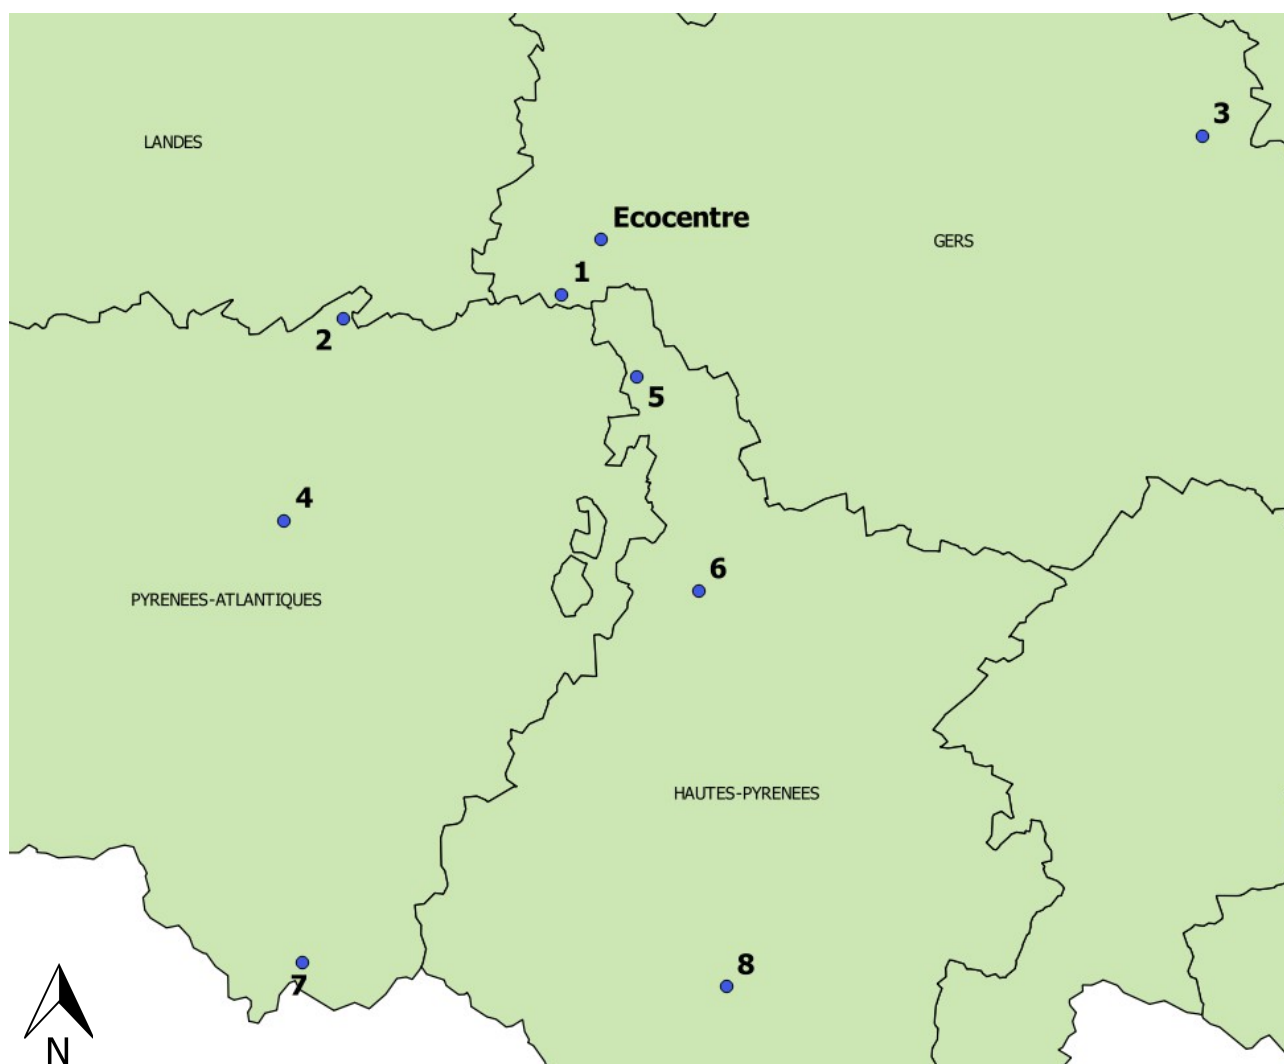 3
LANDES
Ecocentre
GERS
1
2
5
4
6
PYRENEES-ATLANTIQUES
HAUTES-PYRENEES
8
7
N